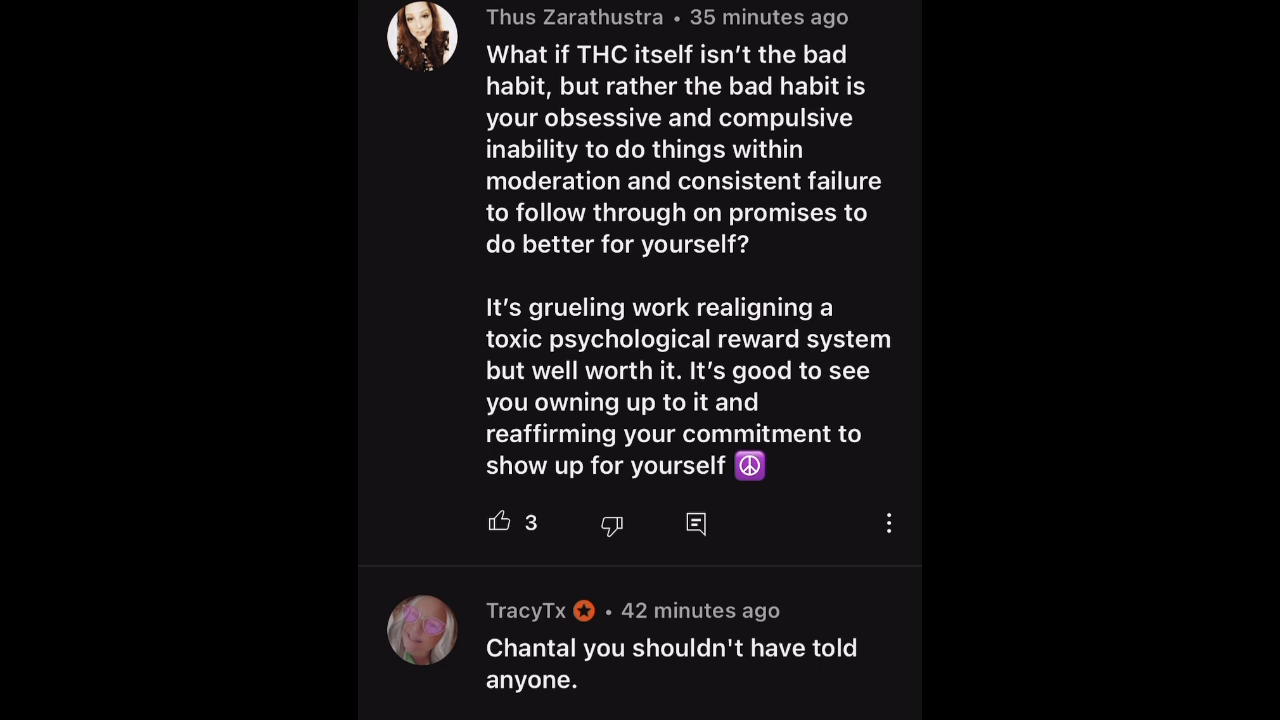 Thus Zarathustra • 35 minutes ago
What if THC itself isn’t the bad
habit, but rather the bad habit is
your obsessive and compulsive
inability to do things within
moderation and consistent failure
to follow through on promises to
do better for yourself?
It’s grueling work realigning a
toxic psychological reward system
but well worth it. It’s good to see
you owning up to it and
reaffirming your commitment to
show up for yourself ☮️
3
TracyTx • 42 minutes ago
Chantal you shouldn't have told
anyone.